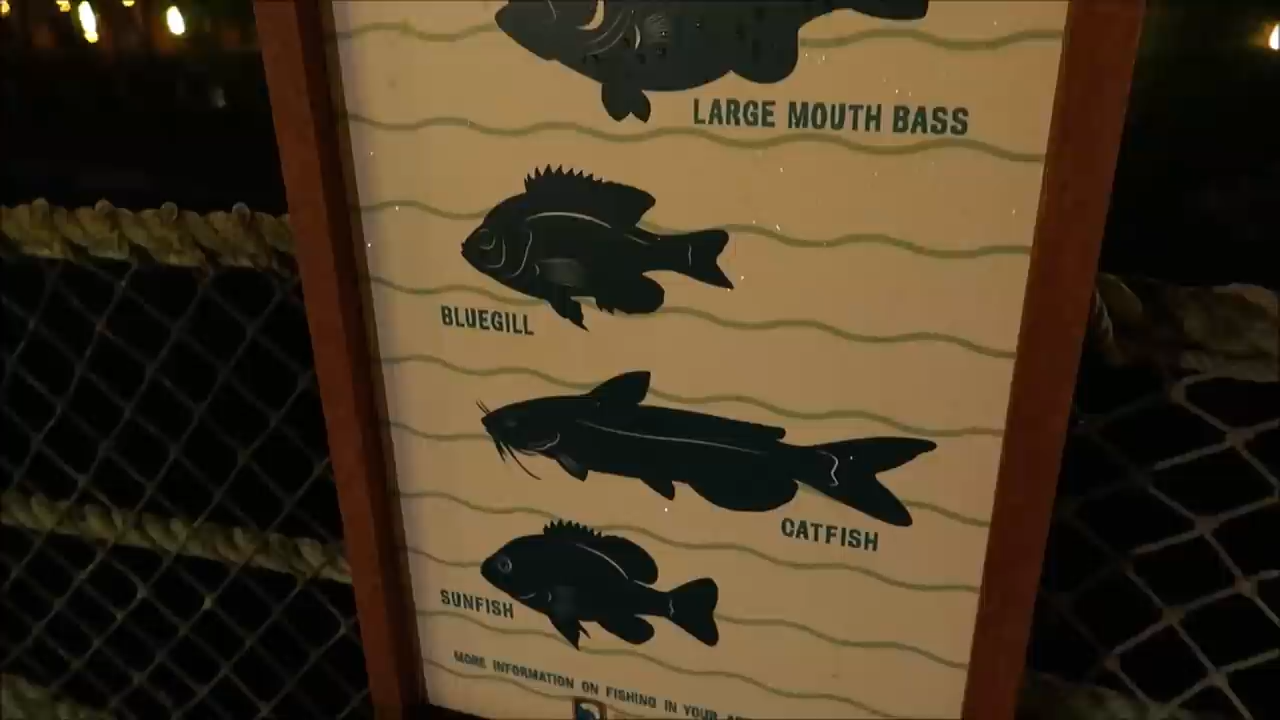 LARGE MOUTH BASS
BLUEGILL
CATFISH
SUNFISH
MORE INFORMATION ON FISHING IN YOUR